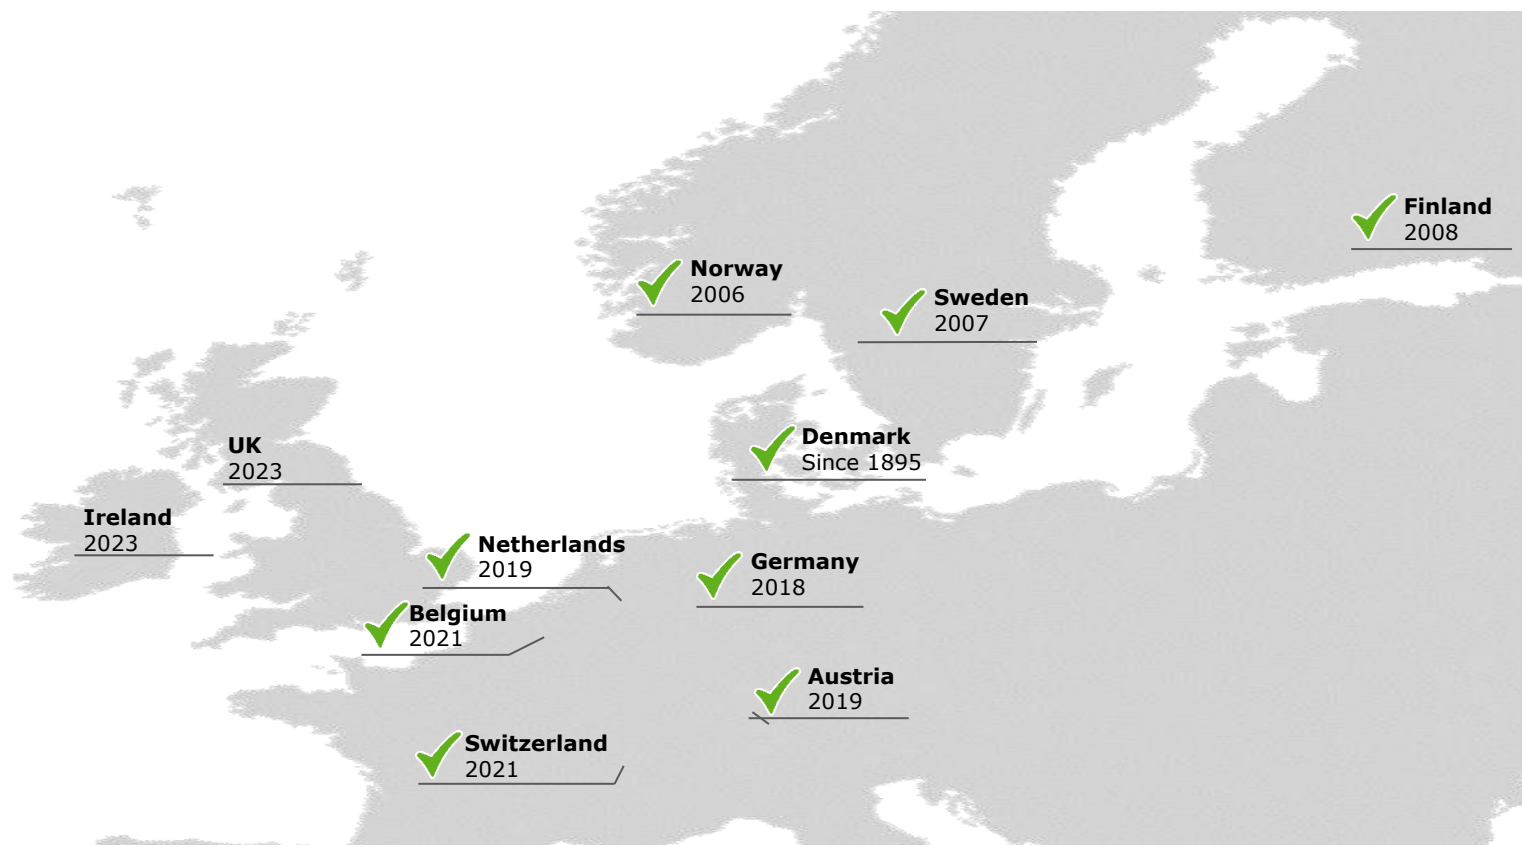 Finland
2008
Norway
2006
Sweden
2007
Denmark
Since 1895
UK
2023
Ireland
2023
Netherlands
2019
Germany
2018
Belgium
2021
Austria
2019
Switzerland
2021